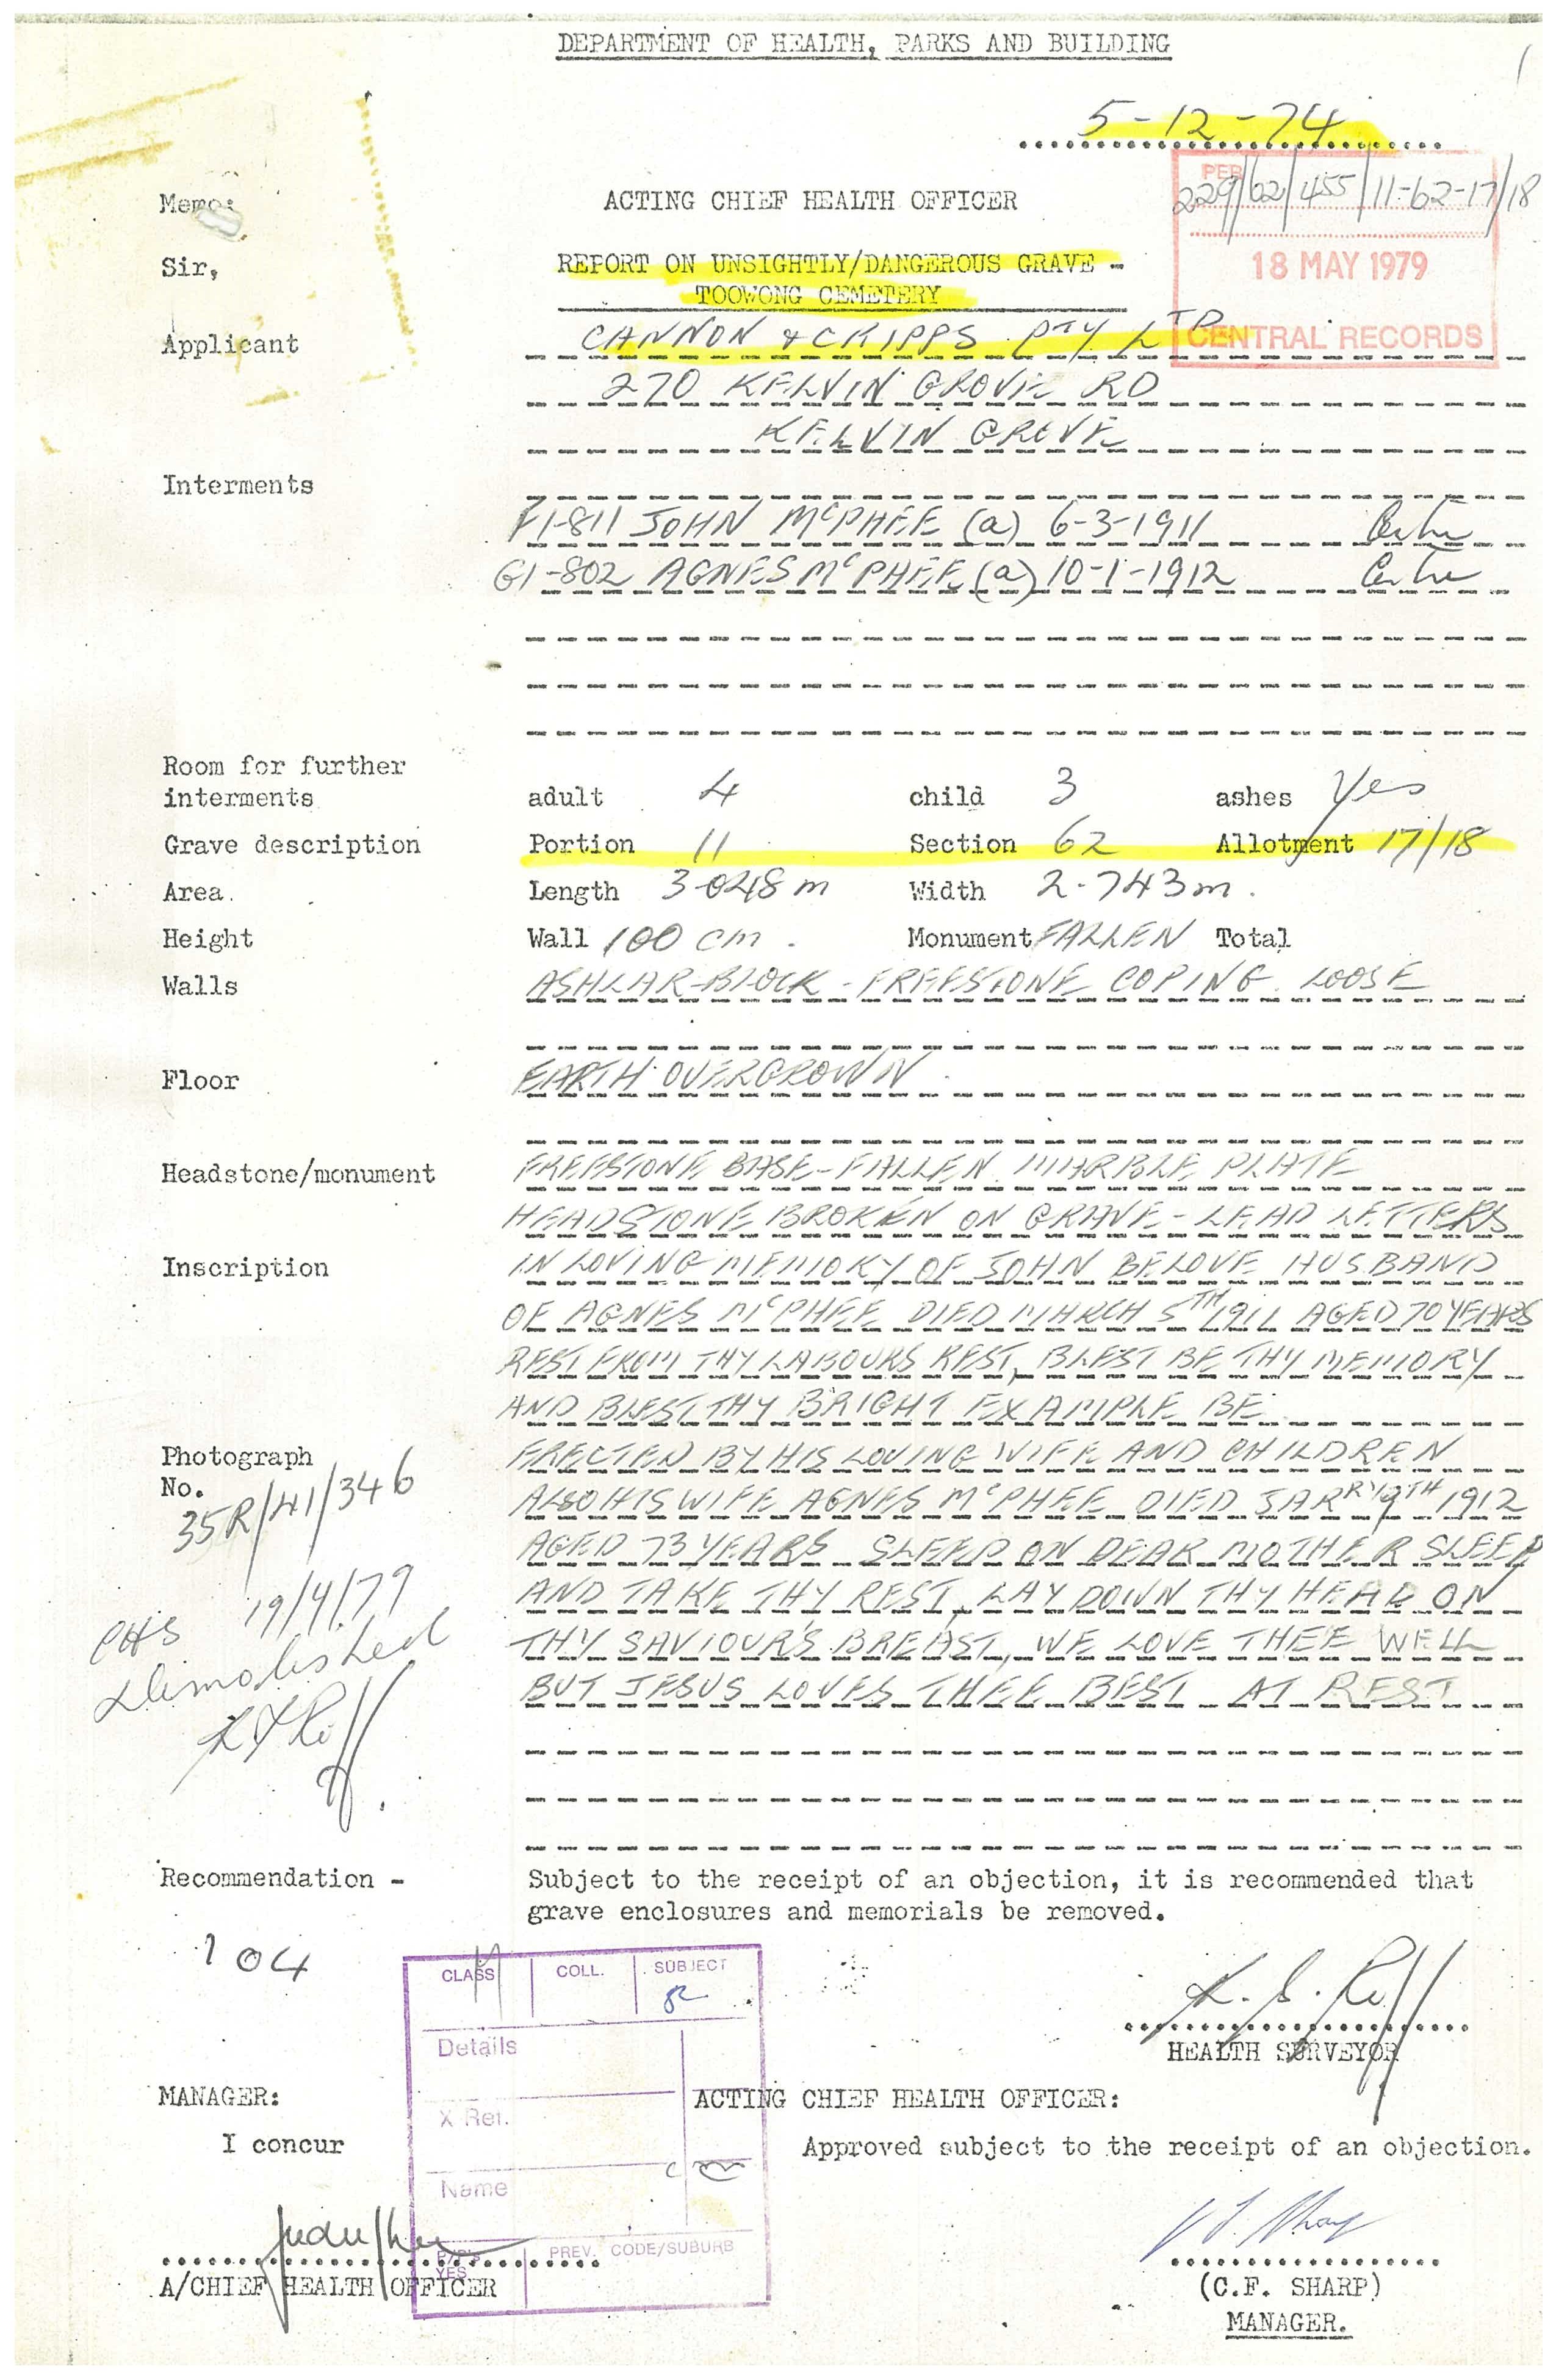 DEPARTMENT OF HEALTH, PARKS AND BUILDING
5-12-74
PER
229/62/455/11-62-17/18
18 MAY 1979
CENTRAL RECORDS
Memo: ACTING CHIEF HEALTH OFFICER
Sir, REPORT ON UNSIGHTLY/DANGEROUS GRAVE -
TOOWONG CEMETERY
Applicant CANNON & CRIPPS PTY LTD
270 KELVIN GROVE RD
KELVIN GROVE
Interments
F1-811 JOHN McPHEE (a) 6-3-1911 Centre
G1-802 AGNES McPHEE (a) 10-1-1912 Centre
Room for further
interments adult 4 child 3 ashes Yes
Grave description Portion 11 Section 62 Allotment 17/18
Area. Length 3.048m Width 2.743m.
Height Wall 100 cm. Monument FALLEN Total
Walls ASHLAR-BLOCK - FREESTONE COPING LOOSE
Floor EARTH OVERGROWN
Headstone/monument FREESTONE BASE-FALLEN MARBLE PLATE
HEADSTONE BROKEN ON GRAVE - LEAD LETTERS
Inscription IN LOVING MEMORY OF JOHN BELOVE HUSBAND
OF AGNES McPHEE DIED MARCH 5TH 1911 AGED 70 YEARS
REST FROM THY LABOURS REST, BLEST BE THY MEMORY
AND BLEST THY BRIGHT EXAMPLE BE
Photograph ERECTED BY HIS LOVING WIFE AND CHILDREN
No. ALSO HIS WIFE AGNES McPHEE DIED JARRY 9TH 1912
35R/41/346
AGED 73 YEARS SLEEP ON DEAR MOTHER SLEEP
AND TAKE THY REST, LAY DOWN THY HEAD ON
19/4/79
THY SAVIOUR'S BREAST, WE LOVE THEE WELL
Dimolished
BUT JESUS LOVES THEE BEST AT REST
Recommendation - Subject to the receipt of an objection, it is recommended that
grave enclosures and memorials be removed.
104
CLASS COLL. SUBJECT
Details
X Ref.
Name
P/P's
YES
PREV. CODE/SUBURB
HEALTH SURVEYOR
MANAGER: ACTING CHIEF HEALTH OFFICER:
I concur Approved subject to the receipt of an objection.
A/CHIEF HEALTH OFFICER (C.F. SHARP)
MANAGER.